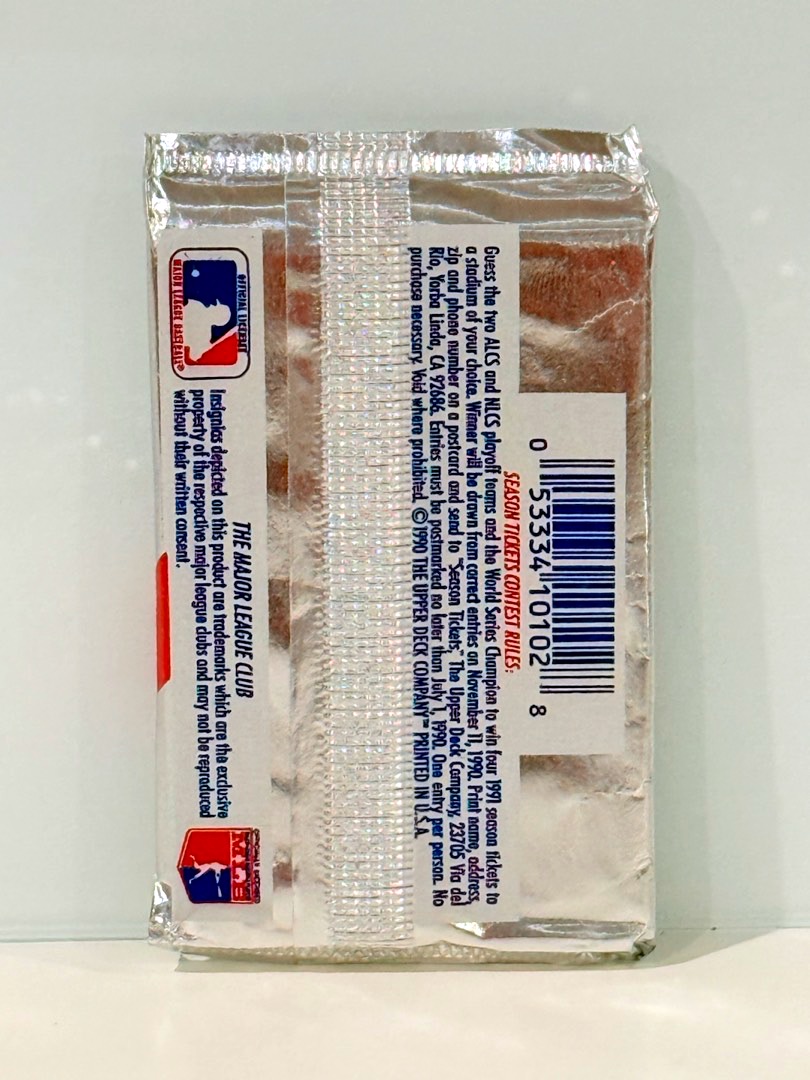 0 53334 10102 8
SEASON TICKETS CONTEST RULES:
Guess the two ALCS and NLCS playoff teams and the World Series Champion to win four 1991 season tickets to
a stadium of your choice. Winner will be drawn from correct entries on November 11, 1990. Print name, address,
zip and phone number on a postcard and send to "Season Tickets," The Upper Deck Company, 23705 Via del
Rio, Yorba Linda, CA 92686. Entries must be postmarked no later than July 1, 1990. One entry per person. No
purchase necessary. Void where prohibited. ©1990 THE UPPER DECK COMPANY™ PRINTED IN U.S.A.
OFFICIAL LICENSEE
MAJOR LEAGUE BASEBALL®
THE MAJOR LEAGUE CLUB
Insignias depicted on this product are trademarks which are the exclusive
property of the respective major league clubs and may not be reproduced
without their written consent.